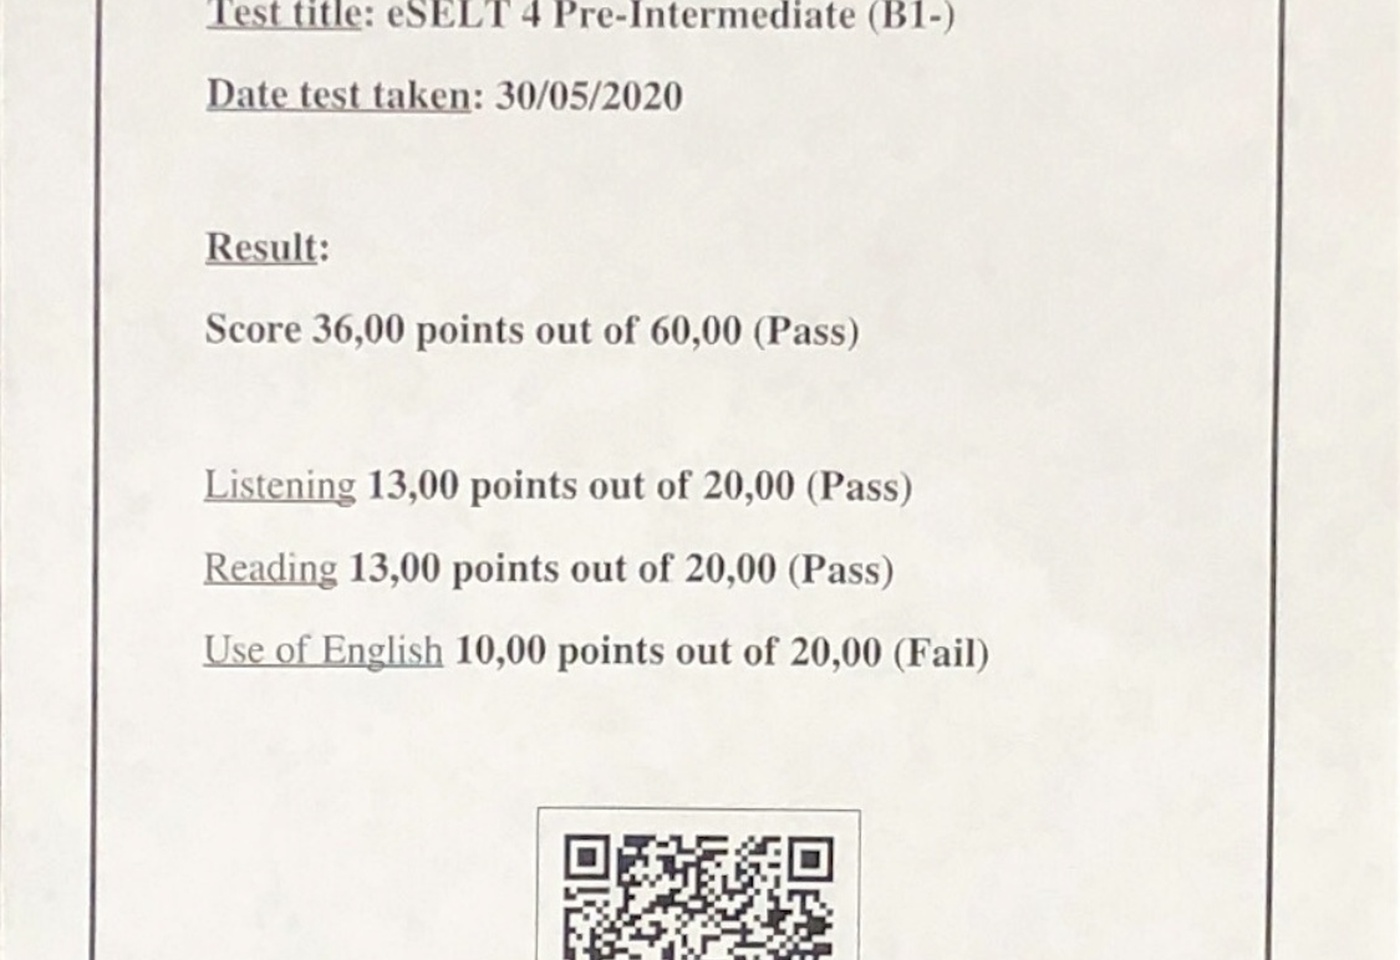 Test title: eSELT 4 Pre-Intermediate (B1-)
Date test taken: 30/05/2020
Result:
Score 36,00 points out of 60,00 (Pass)
Listening 13,00 points out of 20,00 (Pass)
Reading 13,00 points out of 20,00 (Pass)
Use of English 10,00 points out of 20,00 (Fail)